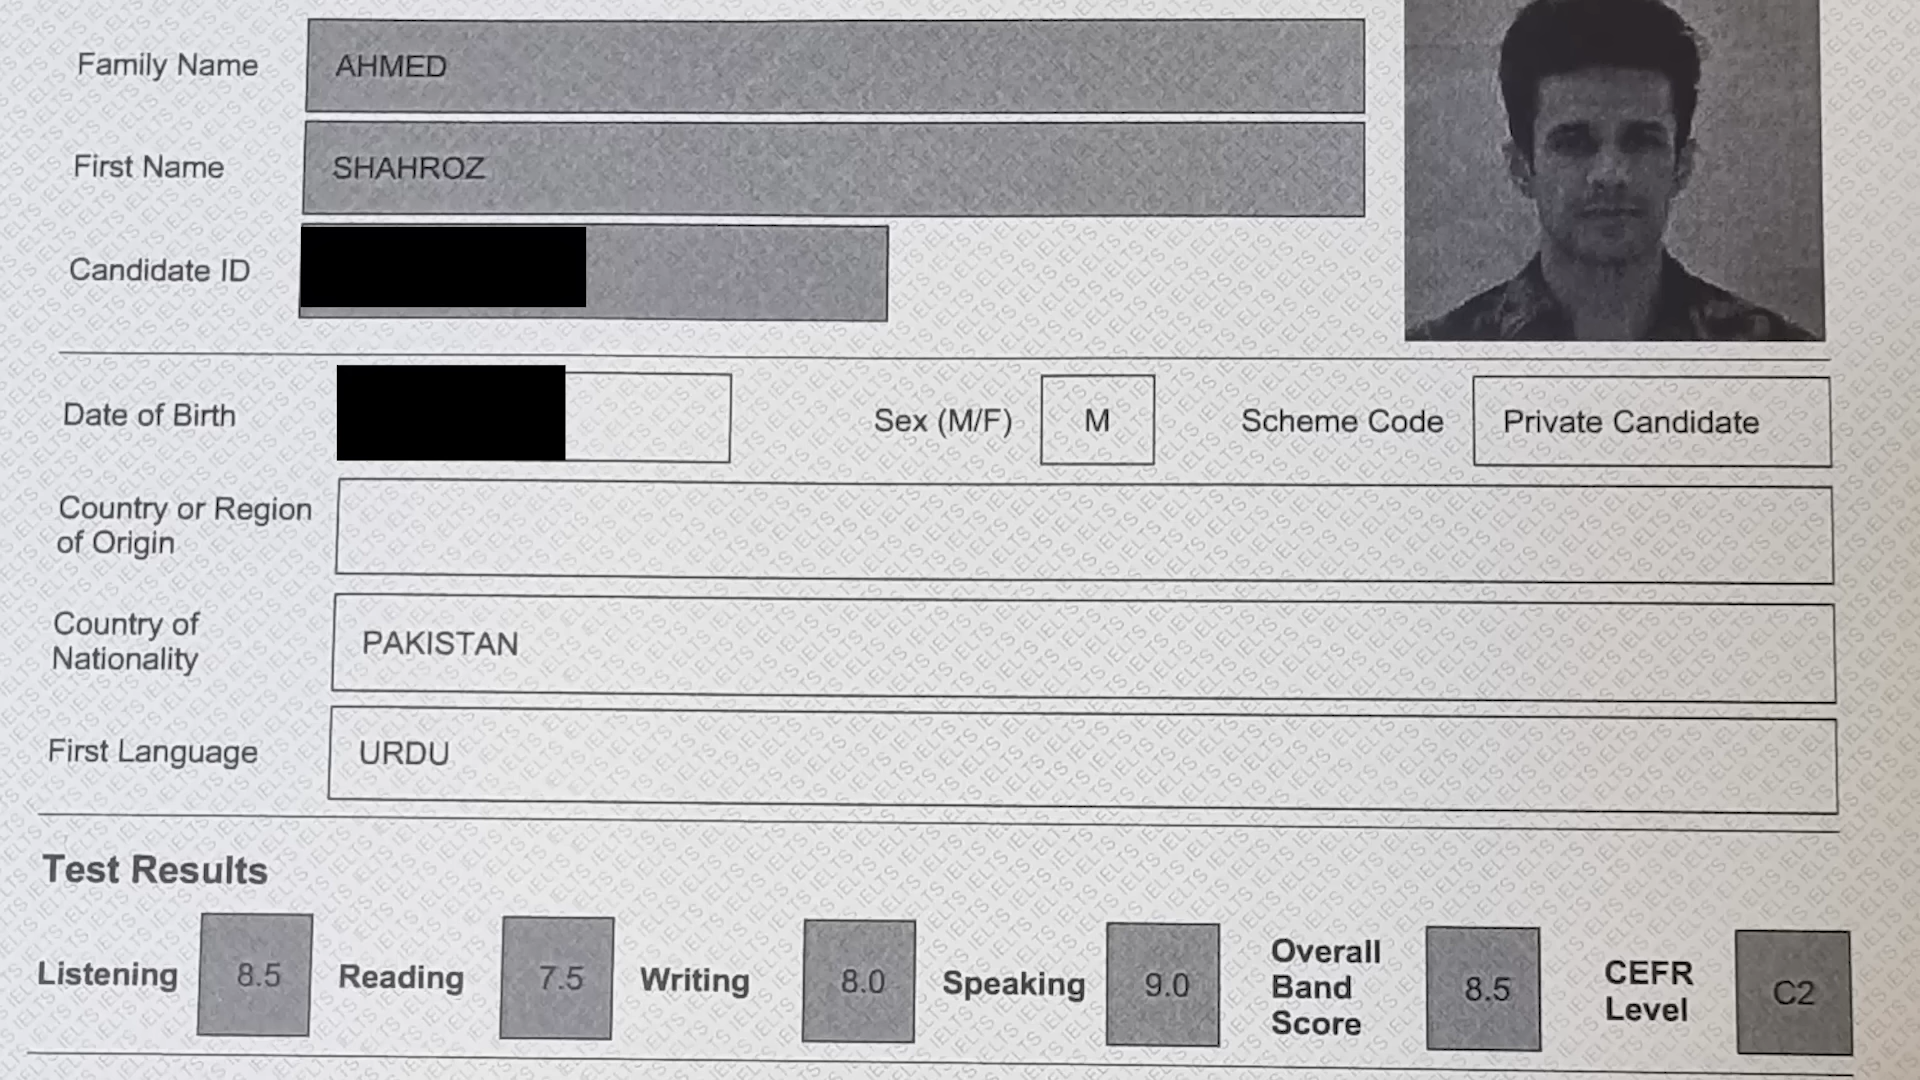 Family Name AHMED
First Name SHAHROZ
Candidate ID
Date of Birth Sex (M/F) M Scheme Code Private Candidate
Country or Region
of Origin
Country of
Nationality PAKISTAN
First Language URDU
Test Results
Listening 8.5 Reading 7.5 Writing 8.0 Speaking 9.0 Overall Band Score 8.5 CEFR Level C2